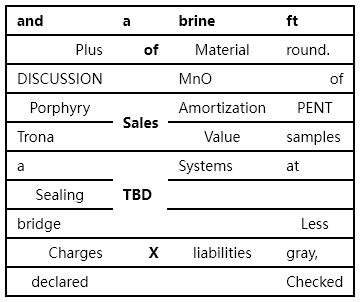 and a brine ft
Plus of Material round.
DISCUSSION MnO of
Porphyry Sales Amortization PENT
Trona Value samples
a TBD Systems at
Sealing
bridge Less
Charges X liabilities gray,
declared Checked